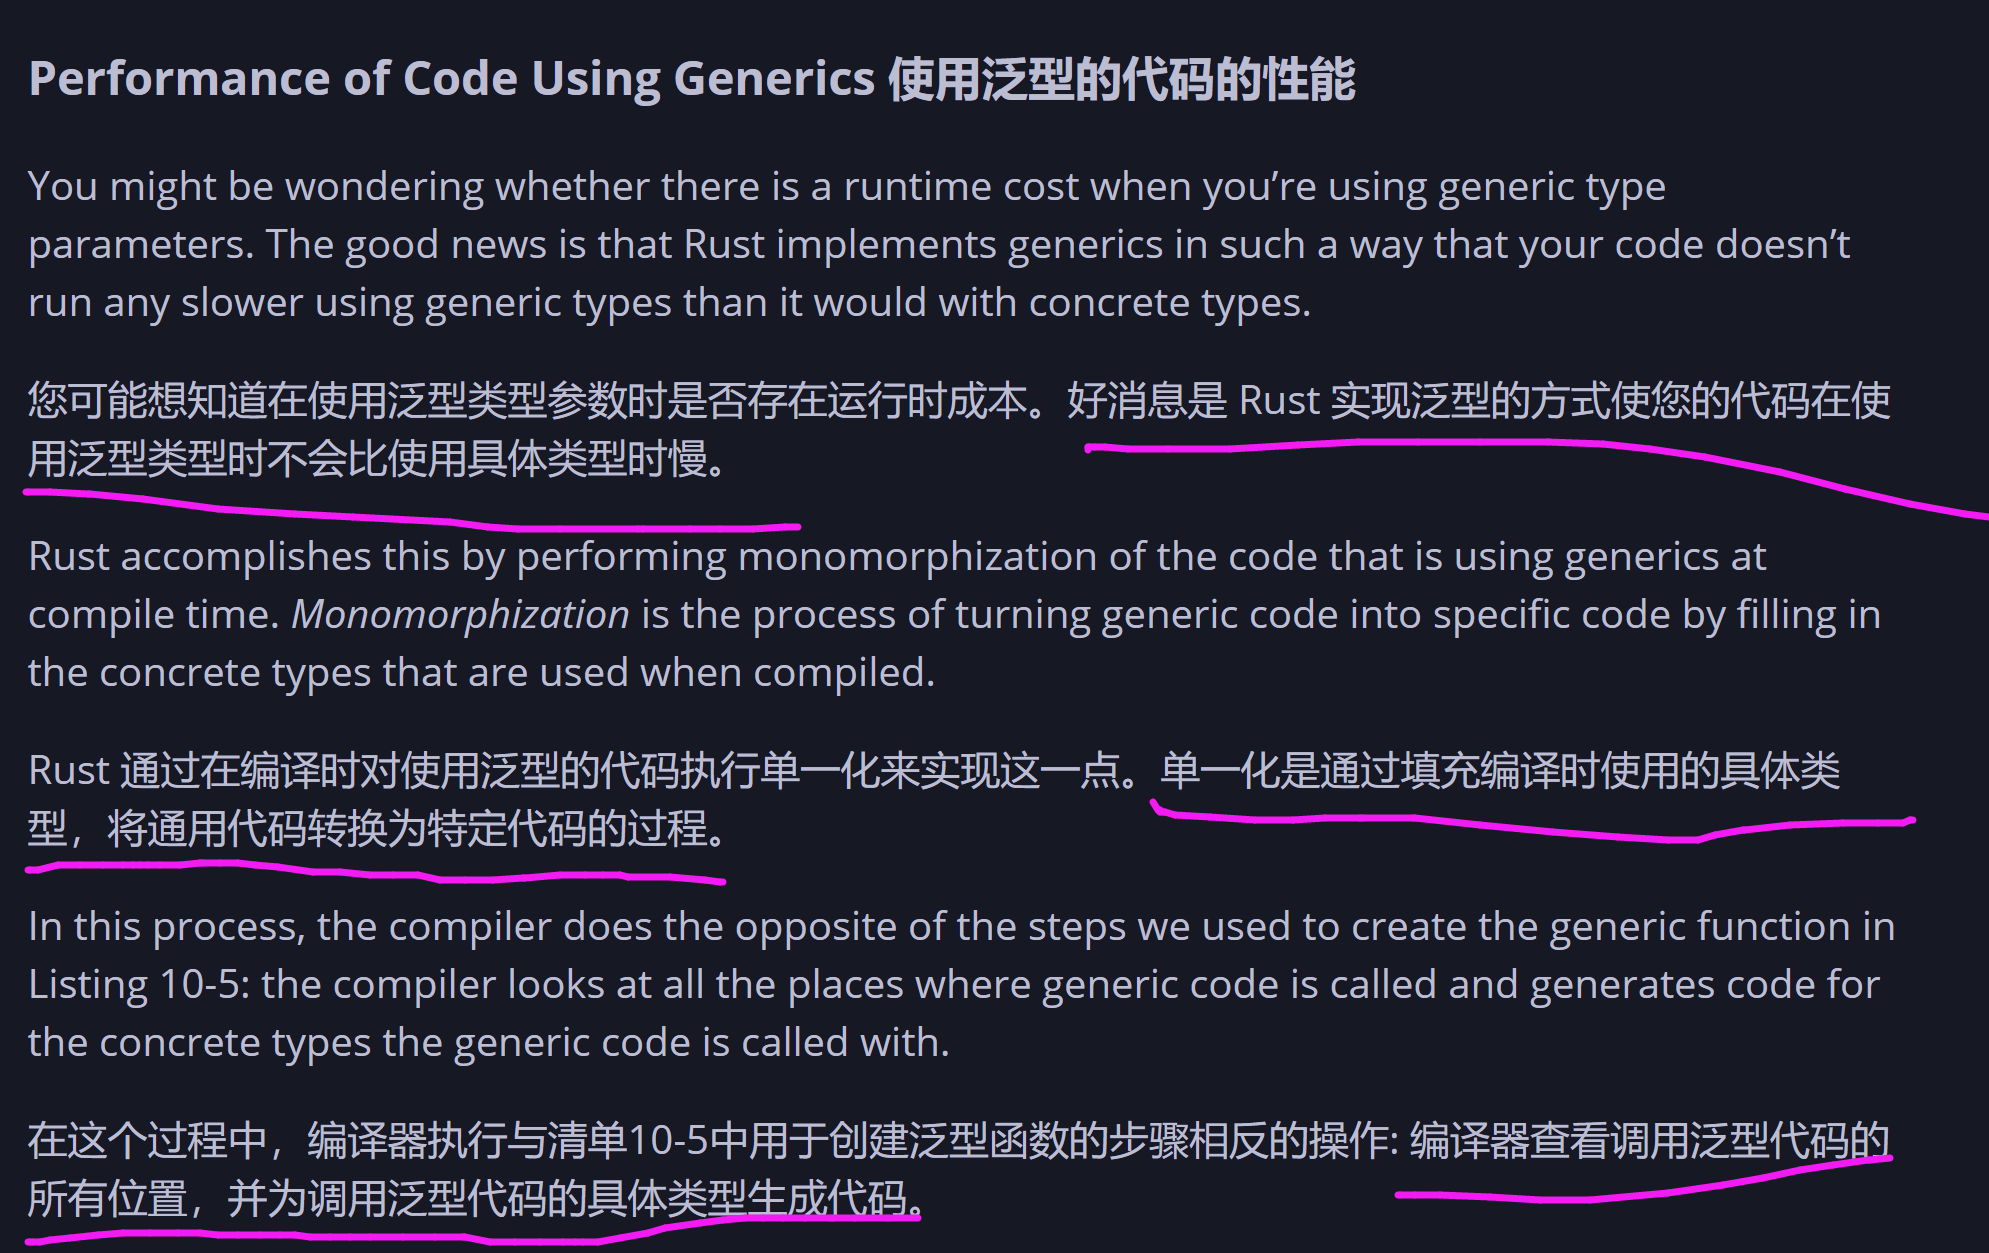 Performance of Code Using Generics 使用泛型的代码的性能
You might be wondering whether there is a runtime cost when you’re using generic type
parameters. The good news is that Rust implements generics in such a way that your code doesn’t
run any slower using generic types than it would with concrete types.
您可能想知道在使用泛型类型参数时是否存在运行时成本。好消息是 Rust 实现泛型的方式使您的代码在使
用泛型类型时不会比使用具体类型时慢。
Rust accomplishes this by performing monomorphization of the code that is using generics at
compile time. Monomorphization is the process of turning generic code into specific code by filling in
the concrete types that are used when compiled.
Rust 通过在编译时对使用泛型的代码执行单一化来实现这一点。单一化是通过填充编译时使用的具体类
型，将通用代码转换为特定代码的过程。
In this process, the compiler does the opposite of the steps we used to create the generic function in
Listing 10-5: the compiler looks at all the places where generic code is called and generates code for
the concrete types the generic code is called with.
在这个过程中，编译器执行与清单10-5中用于创建泛型函数的步骤相反的操作: 编译器查看调用泛型代码的
所有位置，并为调用泛型代码的具体类型生成代码。